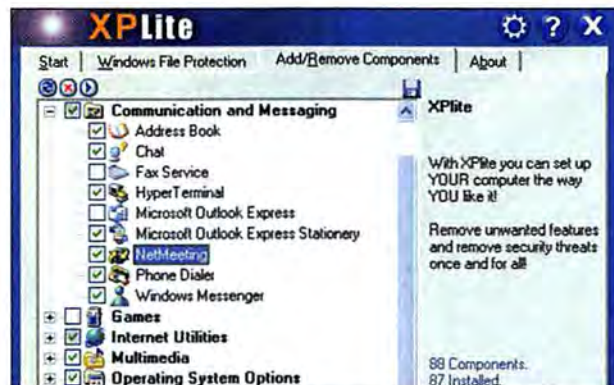 XPLite
?
X
Start
Windows File Protection
Add/Remove Components
About
Communication and Messaging
Address Book
Chat
Fax Service
HyperTerminal
Microsoft Outlook Express
Microsoft Outlook Express Stationery
NetMeeting
Phone Dialer
Windows Messenger
Games
Internet Utilities
Multimedia
Operating System Options
XPlite
With XPlite you can set up
YOUR computer the way
YOU like it!
Remove unwanted features
and remove security threats
once and for all!
88 Components.
87 Installed.